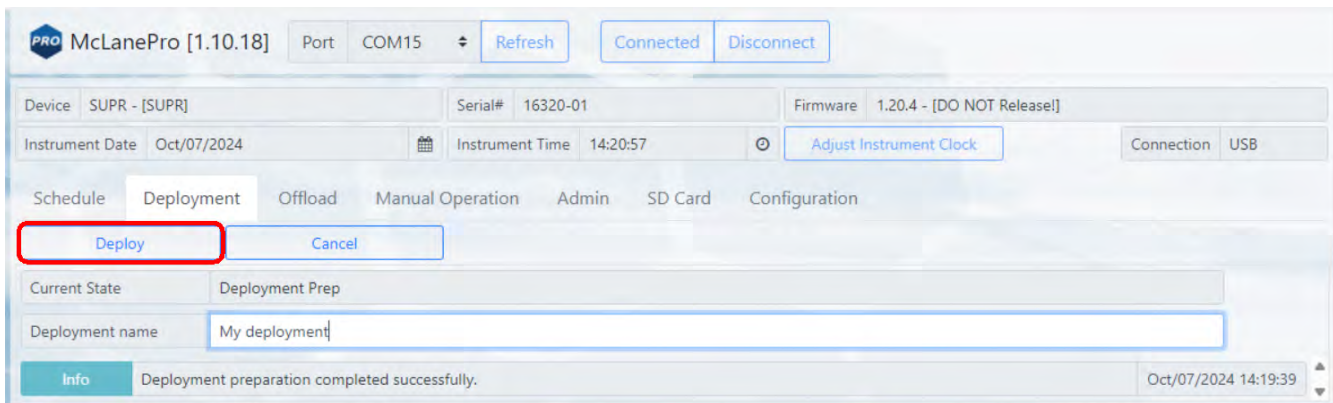 PRO McLanePro [1.10.18] Port COM15 Refresh Connected Disconnect
Device SUPR - [SUPR] Serial# 16320-01 Firmware 1.20.4 - [DO NOT Release!]
Instrument Date Oct/07/2024 Instrument Time 14:20:57 Adjust Instrument Clock Connection USB
Schedule Deployment Offload Manual Operation Admin SD Card Configuration
Deploy Cancel
Current State Deployment Prep
Deployment name My deployment
Info Deployment preparation completed successfully. Oct/07/2024 14:19:39